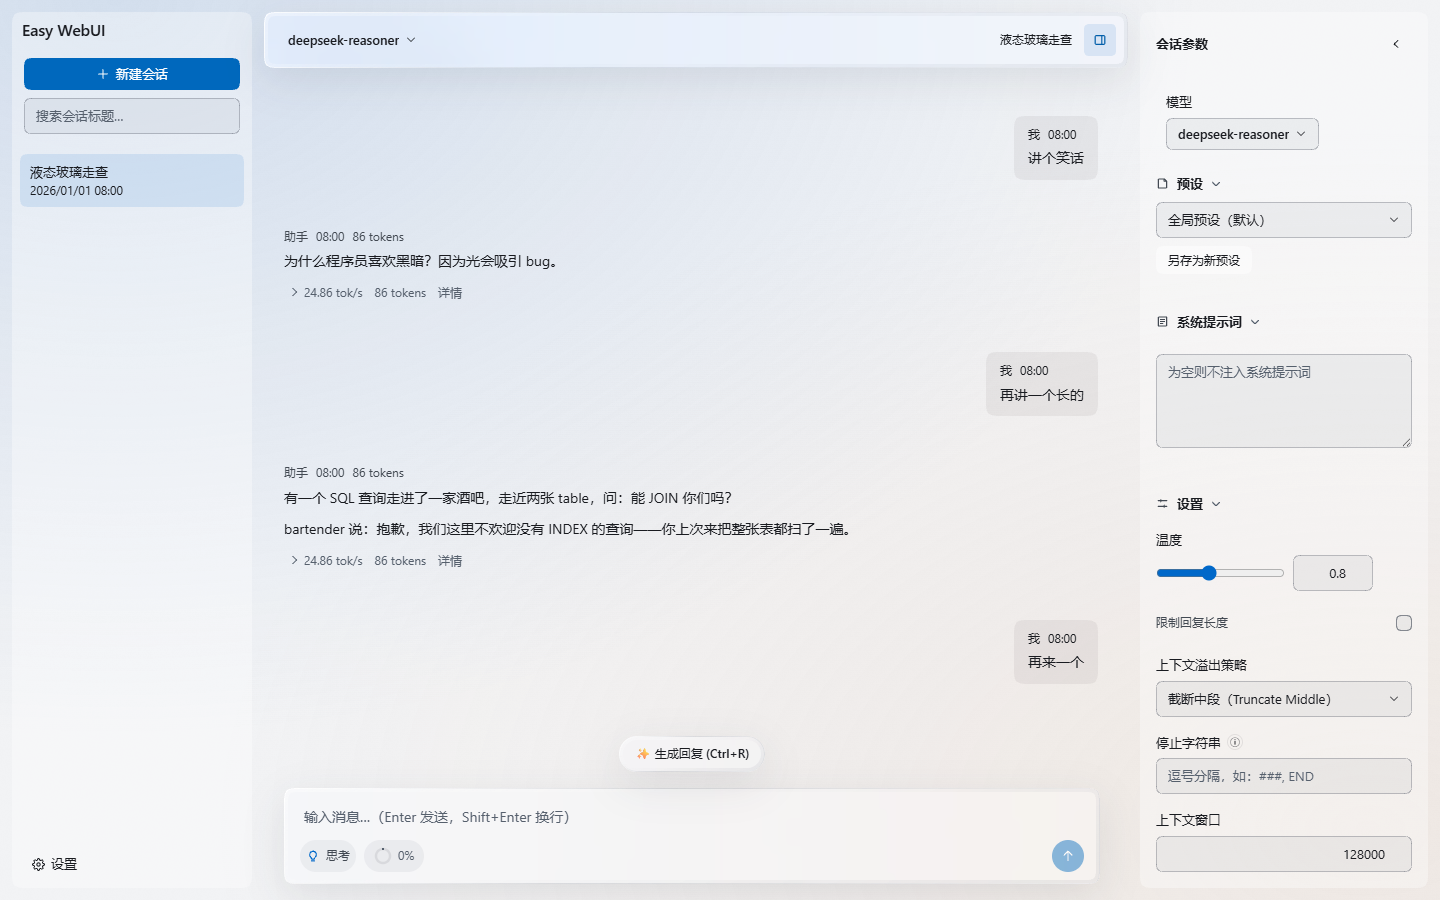 Easy WebUI
新建会话
搜索会话标题...
液态玻璃走查
2026/01/01 08:00
设置
deepseek-reasoner
液态玻璃走查
我 08:00
讲个笑话
助手 08:00 86 tokens
为什么程序员喜欢黑暗？因为光会吸引 bug。
24.86 tok/s 86 tokens 详情
我 08:00
再讲一个长的
助手 08:00 86 tokens
有一个 SQL 查询走进了一家酒吧，走近两张 table，问：能 JOIN 你们吗？
bartender 说：抱歉，我们这里不欢迎没有 INDEX 的查询——你上次来把整张表都扫了一遍。
24.86 tok/s 86 tokens 详情
我 08:00
再来一个
生成回复 (Ctrl+R)
输入消息...（Enter 发送，Shift+Enter 换行）
思考 0%
会话参数
模型
deepseek-reasoner
预设
全局预设（默认）
另存为新预设
系统提示词
为空则不注入系统提示词
设置
温度
0.8
限制回复长度
上下文溢出策略
截断中段（Truncate Middle）
停止字符串
逗号分隔，如：###, END
上下文窗口
128000